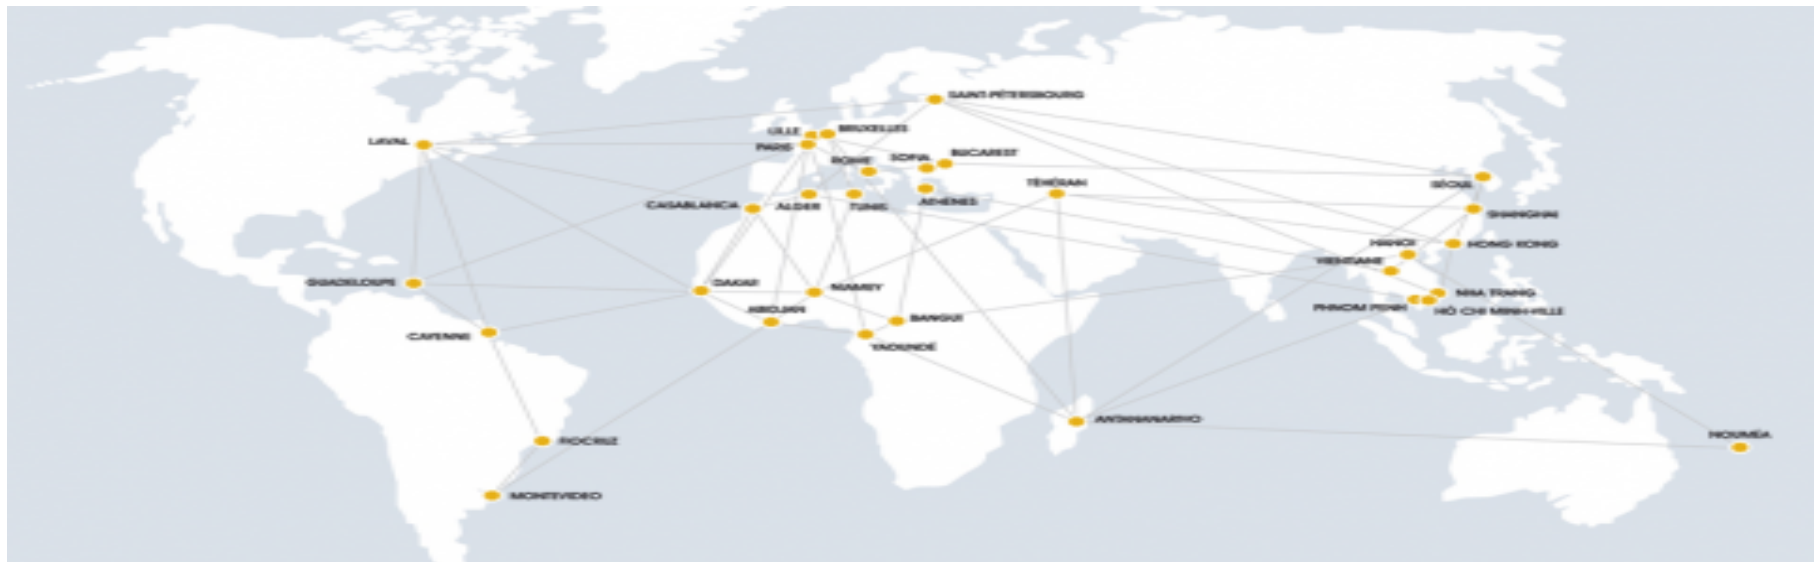 SAINT-PÉTERSBOURG
LILLE
BRUXELLES
LAVAL
PARIS
ROME
SOFIA
BUCAREST
TÉHÉRAN
SÉOUL
CASABLANCA
ALGER
TUNIS
ATHÈNES
SHANGHAI
HANOÏ
HONG-KONG
VIENTIANE
GUADELOUPE
DAKAR
NIAMEY
NHA TRANG
ABIDJAN
BANGUI
PHNOM PENH
HÔ CHI MINH-VILLE
CAYENNE
YAOUNDÉ
ANTANANARIVO
NOUMÉA
FIOCRUZ
MONTEVIDEO